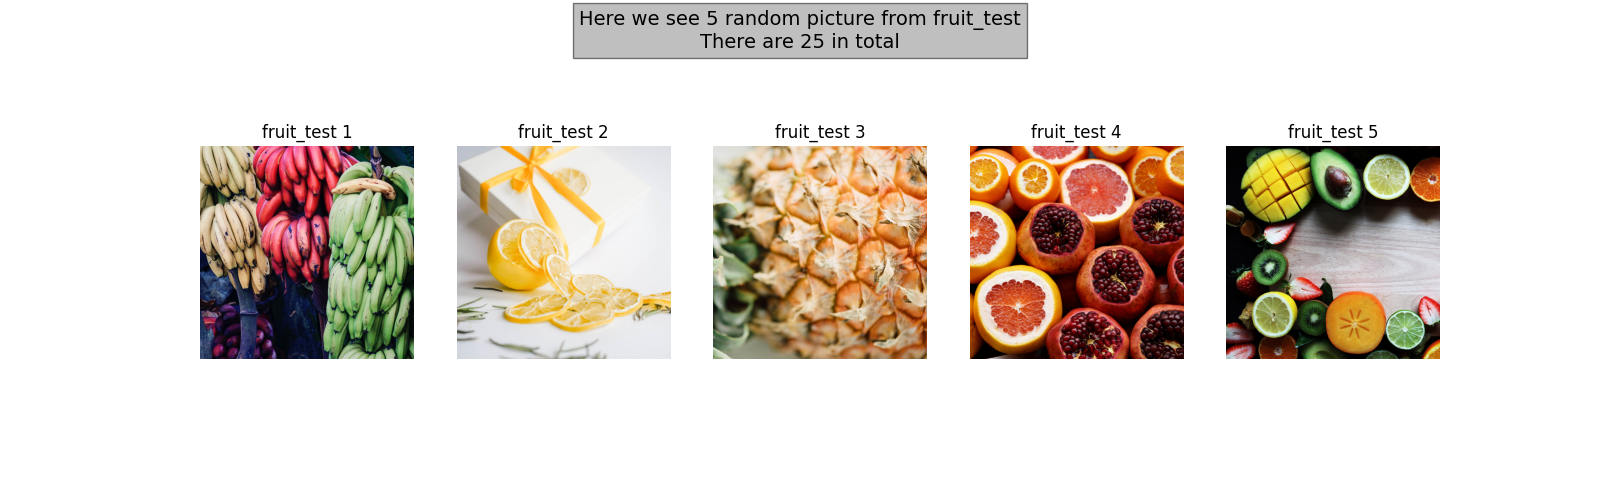 Here we see 5 random picture from fruit_test
There are 25 in total
fruit_test 1
fruit_test 2
fruit_test 3
fruit_test 4
fruit_test 5